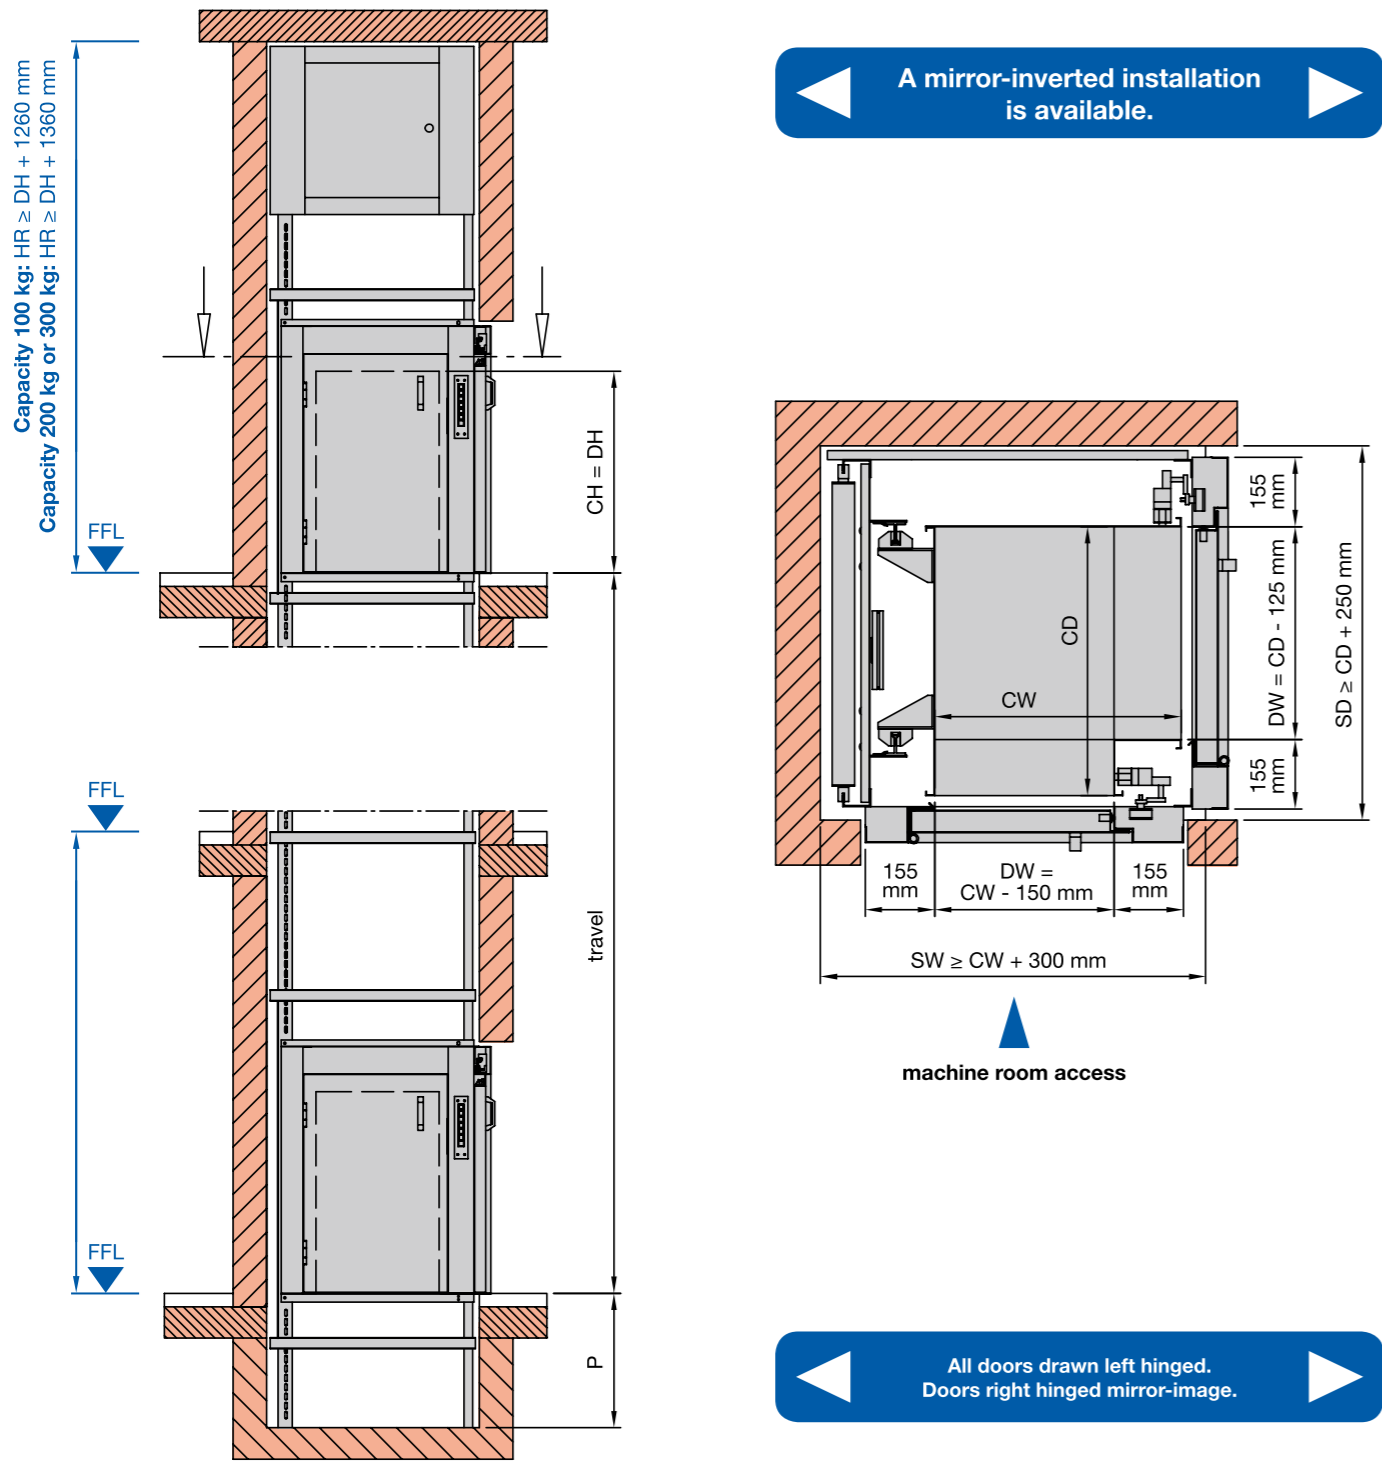 Capacity 100 kg: HR ≥ DH + 1260 mm
Capacity 200 kg or 300 kg: HR ≥ DH + 1360 mm
FFL
CH = DH
travel
FFL
FFL
P
A mirror-inverted installation
is available.
CD
CW
155
mm
DW = CD - 125 mm
155
mm
SD ≥ CD + 250 mm
155
mm
DW =
CW - 150 mm
155
mm
SW ≥ CW + 300 mm
machine room access
All doors drawn left hinged.
Doors right hinged mirror-image.